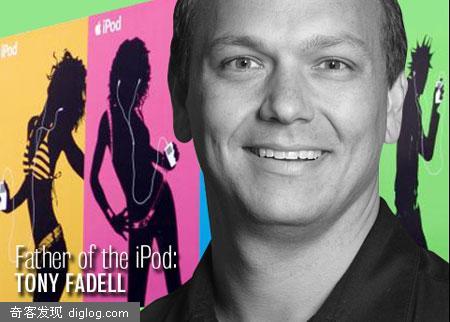 iPod
iPod
Father of the iPod:
TONY FADELL
奇客发现 diglog.com